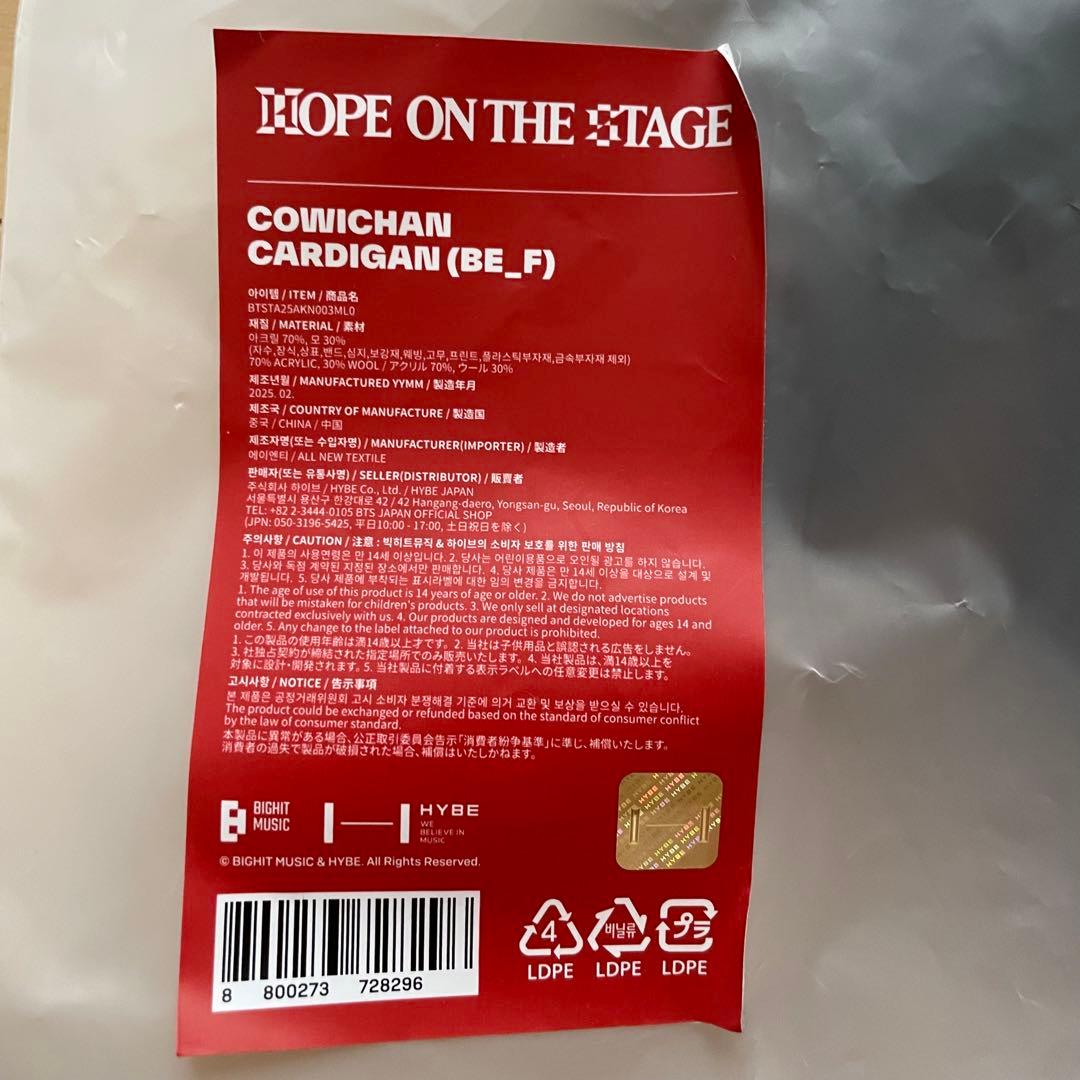 HOPE ON THE STAGE
COWICHAN
CARDIGAN (BE_F)
아이템 / ITEM / 商品名
BTSTA25AKN003ML0
재질 / MATERIAL / 素材
아크릴 70%, 모 30%
(자수,장식,상표,밴드,심지,보강재,웨빙,고무,프린트,플라스틱부자재,금속부자재 제외)
70% ACRYLIC, 30% WOOL / アクリル 70%, ウール 30%
제조년월 / MANUFACTURED YYMM / 製造年月
2025. 02.
제조국 / COUNTRY OF MANUFACTURE / 製造国
중국 / CHINA / 中国
제조자명(또는 수입자명) / MANUFACTURER(IMPORTER) / 製造者
에이엔티 / ALL NEW TEXTILE
판매자(또는 유통사명) / SELLER(DISTRIBUTOR) / 販賣者
주식회사 하이브 / HYBE Co., Ltd. / HYBE JAPAN
서울특별시 용산구 한강대로 42 / 42 Hangang-daero, Yongsan-gu, Seoul, Republic of Korea
TEL: +82 2-3444-0105 BTS JAPAN OFFICIAL SHOP
(JPN: 050-3196-5425, 平日10:00 - 17:00, 土日祝日を除く)
주의사항 / CAUTION / 注意 : 빅히트뮤직 & 하이브의 소비자 보호를 위한 판매 방침
1. 이 제품의 사용연령은 만 14세 이상입니다. 2. 당사는 어린이용품으로 오인될 광고를 하지 않습니다.
3. 당사와 독점 계약된 지정된 장소에서만 판매합니다. 4. 당사 제품은 만 14세 이상을 대상으로 설계 및
개발됩니다. 5. 당사 제품에 부착되는 표시라벨에 대한 임의 변경을 금지합니다.
1. The age of use of this product is 14 years of age or older. 2. We do not advertise products
that will be mistaken for children's products. 3. We only sell at designated locations
contracted exclusively with us. 4. Our products are designed and developed for ages 14 and
older. 5. Any change to the label attached to our product is prohibited.
1. この製品の使用年齢は満14歳以上才です。2. 当社は子供用品と誤認される広告をしません。
3. 社独占契約が締結された指定場所でのみ販売いたします。4. 当社製品は、満14歳以上を
対象に設計・開発されます。5. 当社製品に付着する表示ラベルへの任意変更は禁止します。
고시사항 / NOTICE / 告示事項
본 제품은 공정거래위원회 고시 소비자 분쟁해결 기준에 의거 교환 및 보상을 받으실 수 있습니다.
The product could be exchanged or refunded based on the standard of consumer conflict
by the law of consumer standard.
本製品に異常がある場合、公正取引委員会告示「消費者紛争基準」に準じ、補償いたします。
消費者の過失で製品が破損された場合、補償はいたしかねます。
BIGHIT
MUSIC
HYBE
WE
BELIEVE IN
MUSIC
© BIGHIT MUSIC & HYBE. All Rights Reserved.
8 800273 728296
4
LDPE
비닐류
LDPE
プラ
LDPE